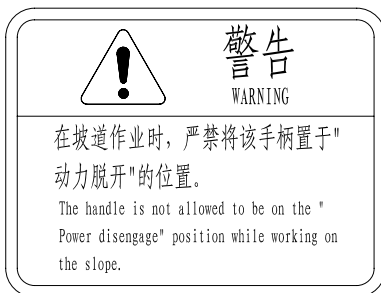 警告
WARNING
在坡道作业时，严禁将该手柄置于"
动力脱开"的位置。
The handle is not allowed to be on the "
Power disengage" position while working on
the slope.